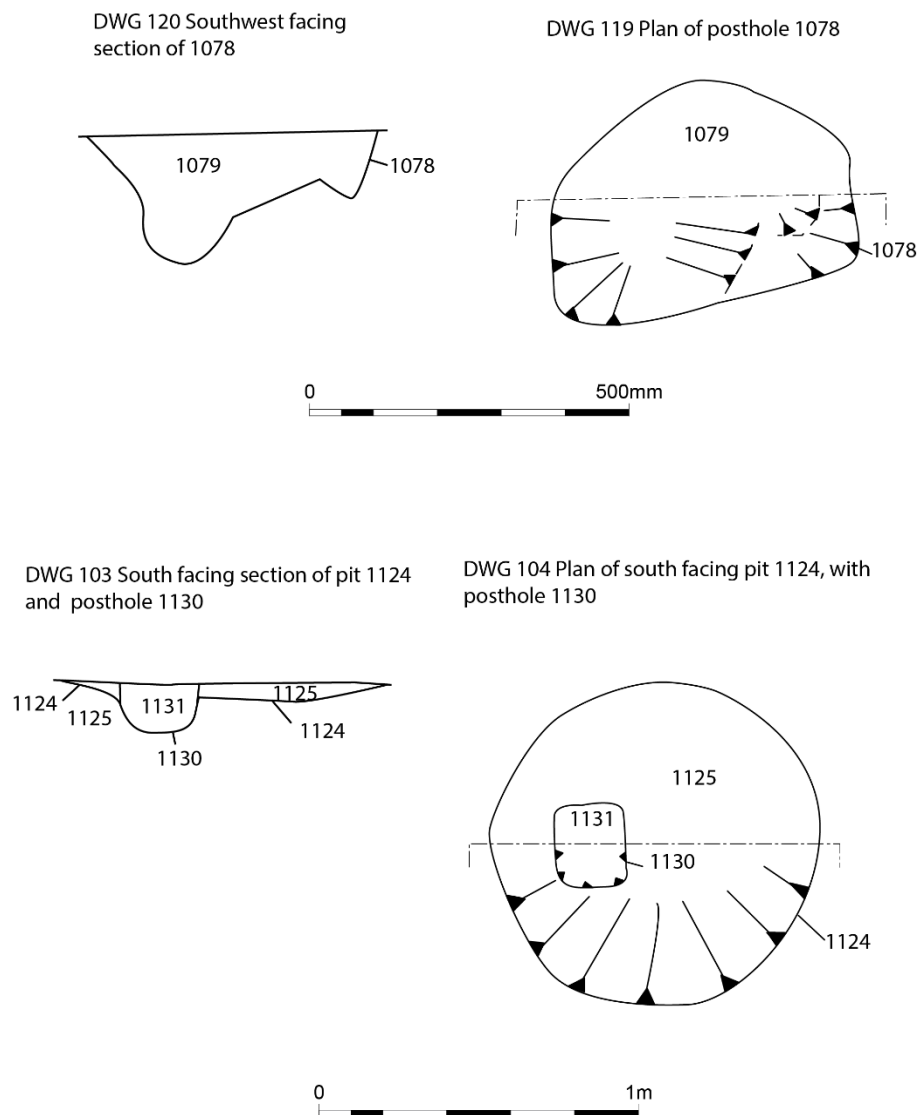 DWG 120 Southwest facing
section of 1078
DWG 119 Plan of posthole 1078
1079
1078
1079
1078
0 500mm
DWG 103 South facing section of pit 1124
and posthole 1130
DWG 104 Plan of south facing pit 1124, with
posthole 1130
1124
1125
1131
1130
1125
1124
1125
1131
1130
1124
0 1m